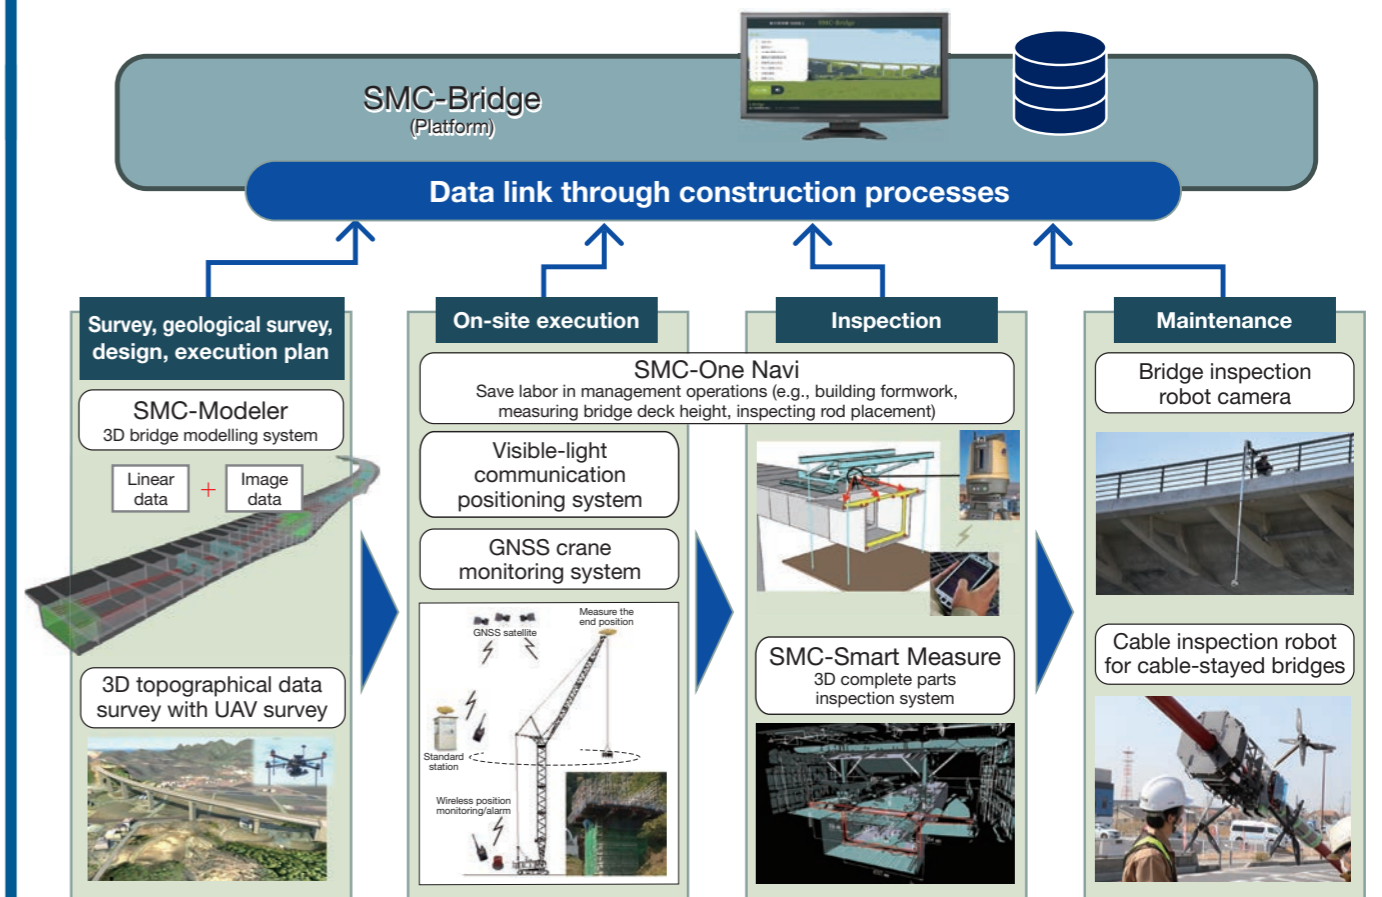 SMC-Bridge
SMC-Bridge
(Platform)
Data link through construction processes
Survey, geological survey,
design, execution plan
SMC-Modeler
3D bridge modelling system
Linear
data
+
Image
data
3D topographical data
survey with UAV survey
On-site execution
Inspection
SMC-One Navi
Save labor in management operations (e.g., building formwork,
measuring bridge deck height, inspecting rod placement)
Visible-light
communication
positioning system
GNSS crane
monitoring system
Measure the
end position
GNSS satellite
Standard
station
Wireless position
monitoring/alarm
SMC-Smart Measure
3D complete parts
inspection system
Maintenance
Bridge inspection
robot camera
Cable inspection robot
for cable-stayed bridges